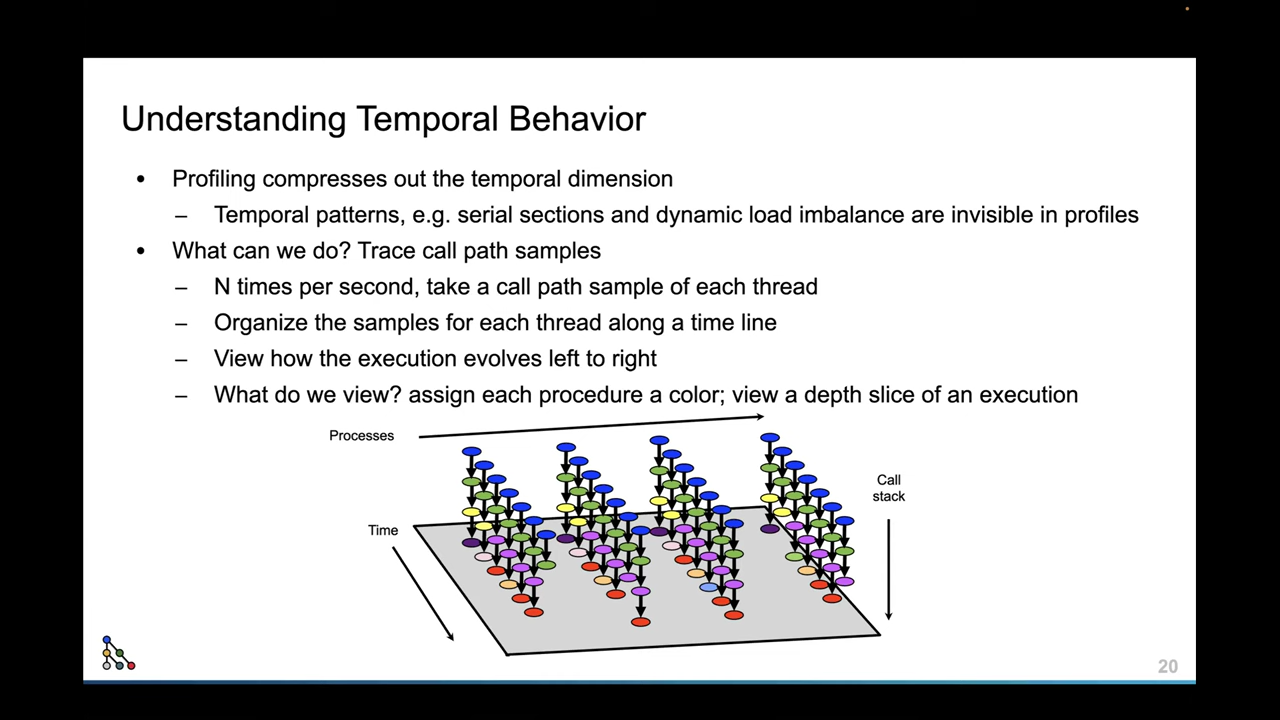 Understanding Temporal Behavior
• Profiling compresses out the temporal dimension
– Temporal patterns, e.g. serial sections and dynamic load imbalance are invisible in profiles
• What can we do? Trace call path samples
– N times per second, take a call path sample of each thread
– Organize the samples for each thread along a time line
– View how the execution evolves left to right
– What do we view? assign each procedure a color; view a depth slice of an execution
Processes
Time
Call
stack
20